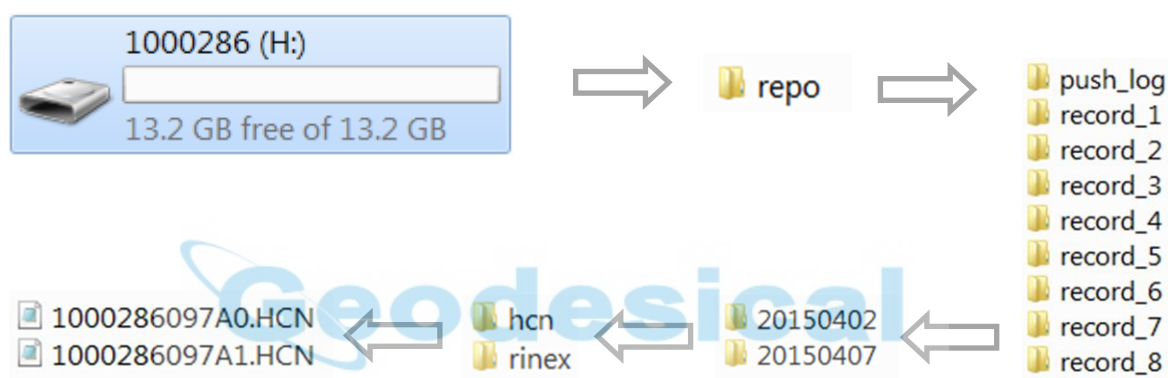 1000286 (H:)
13.2 GB free of 13.2 GB
repo
push_log
record_1
record_2
record_3
record_4
record_5
record_6
record_7
record_8
20150402
20150407
hcn
rinex
1000286097A0.HCN
1000286097A1.HCN
Geodesical